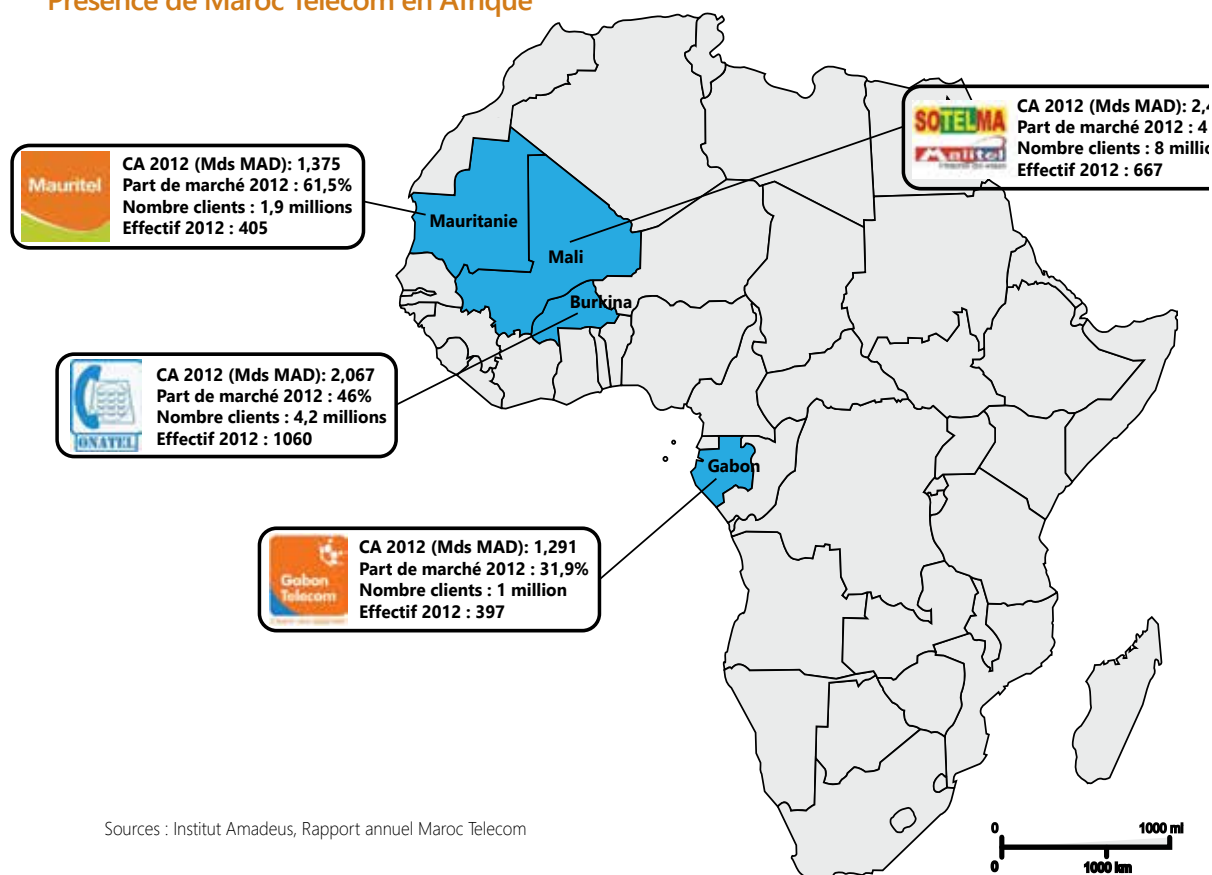 Présence de Maroc Telecom en Afrique
SOTELMA
Malitel
CA 2012 (Mds MAD): 2,4
Part de marché 2012 : 4
Nombre clients : 8 millio
Effectif 2012 : 667
Mauritel
CA 2012 (Mds MAD): 1,375
Part de marché 2012 : 61,5%
Nombre clients : 1,9 millions
Effectif 2012 : 405
Mauritanie
Mali
Burkina
ONATEL
CA 2012 (Mds MAD): 2,067
Part de marché 2012 : 46%
Nombre clients : 4,2 millions
Effectif 2012 : 1060
Gabon
Gabon
Telecom
CA 2012 (Mds MAD): 1,291
Part de marché 2012 : 31,9%
Nombre clients : 1 million
Effectif 2012 : 397
Sources : Institut Amadeus, Rapport annuel Maroc Telecom
0 1000 mi
0 1000 km